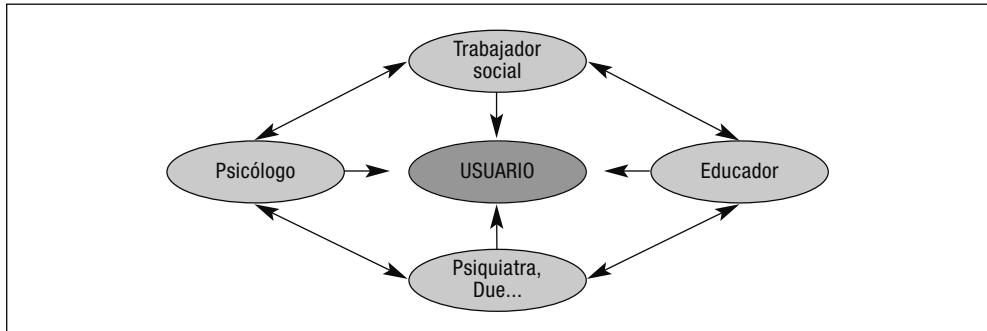 Trabajador
social
Psicólogo
USUARIO
Educador
Psiquiatra,
Due...